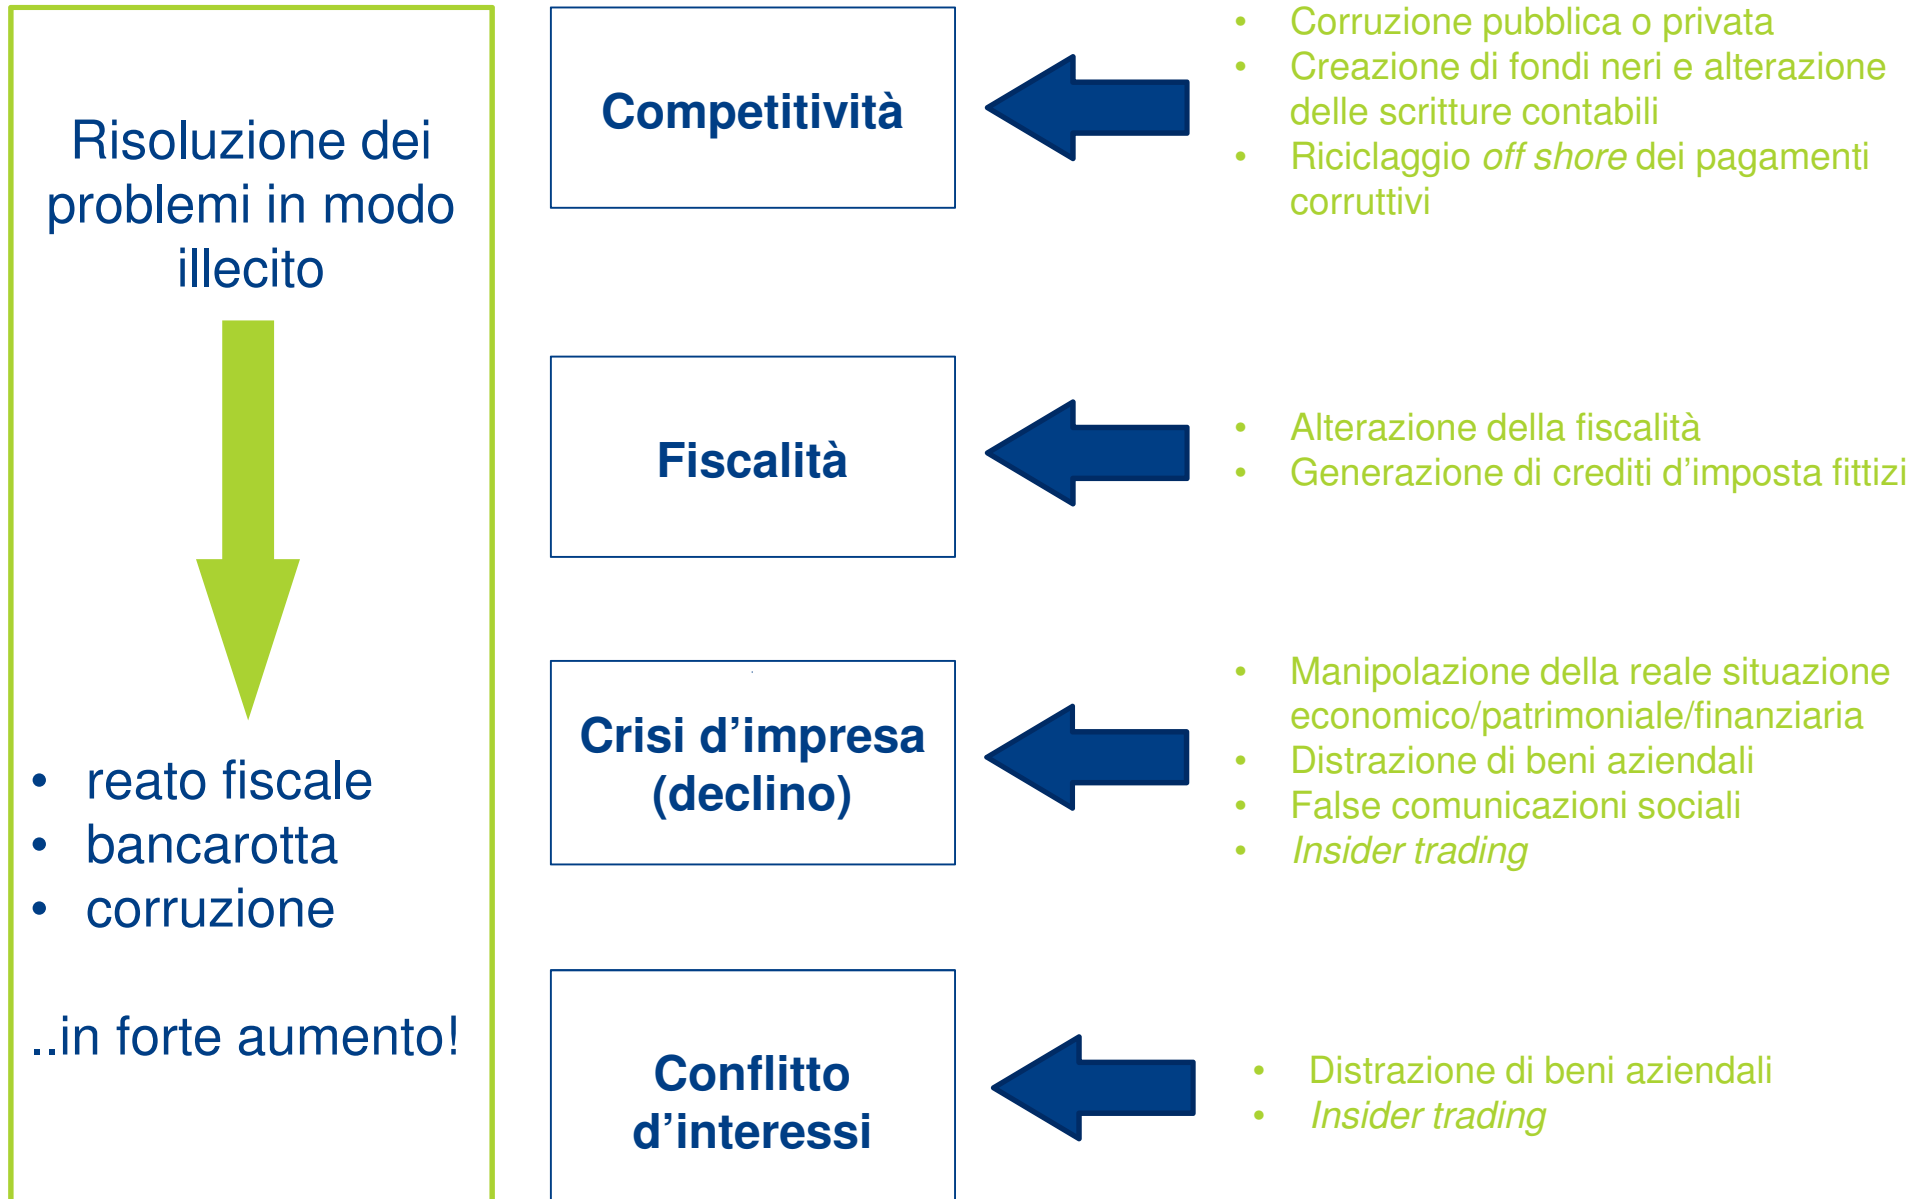 Risoluzione dei
problemi in modo
illecito
• reato fiscale
• bancarotta
• corruzione
..in forte aumento!
Competitività
• Corruzione pubblica o privata
• Creazione di fondi neri e alterazione
delle scritture contabili
• Riciclaggio off shore dei pagamenti
corruttivi
Fiscalità
• Alterazione della fiscalità
• Generazione di crediti d’imposta fittizi
Crisi d’impresa
(declino)
• Manipolazione della reale situazione
economico/patrimoniale/finanziaria
• Distrazione di beni aziendali
• False comunicazioni sociali
• Insider trading
Conflitto
d’interessi
• Distrazione di beni aziendali
• Insider trading